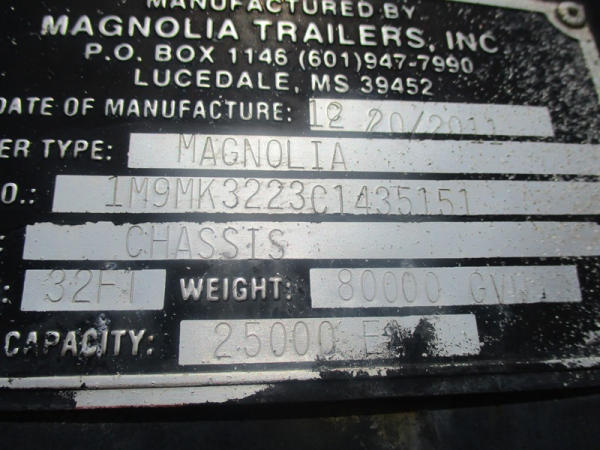 MANUFACTURED BY
MAGNOLIA TRAILERS, INC
P.O. BOX 1146 (601)947-7990
LUCEDALE, MS 39452
DATE OF MANUFACTURE: 12 20/2011
ER TYPE: MAGNOLIA
O.: 1M9MK3223C1435151
: CHASSIS
: 32FT WEIGHT: 80000
CAPACITY: 25000